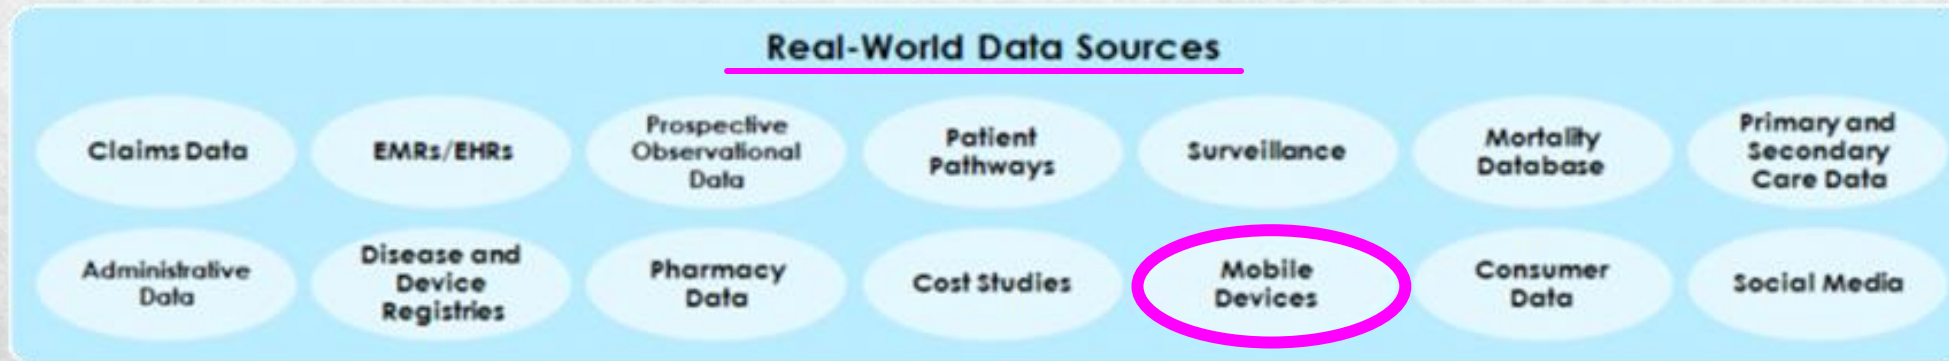 Real-World Data Sources
Claims Data
EMRs/EHRs
Prospective
Observational
Data
Patient
Pathways
Surveillance
Mortality
Database
Primary and
Secondary
Care Data
Administrative
Data
Disease and
Device
Registries
Pharmacy
Data
Cost Studies
Mobile
Devices
Consumer
Data
Social Media